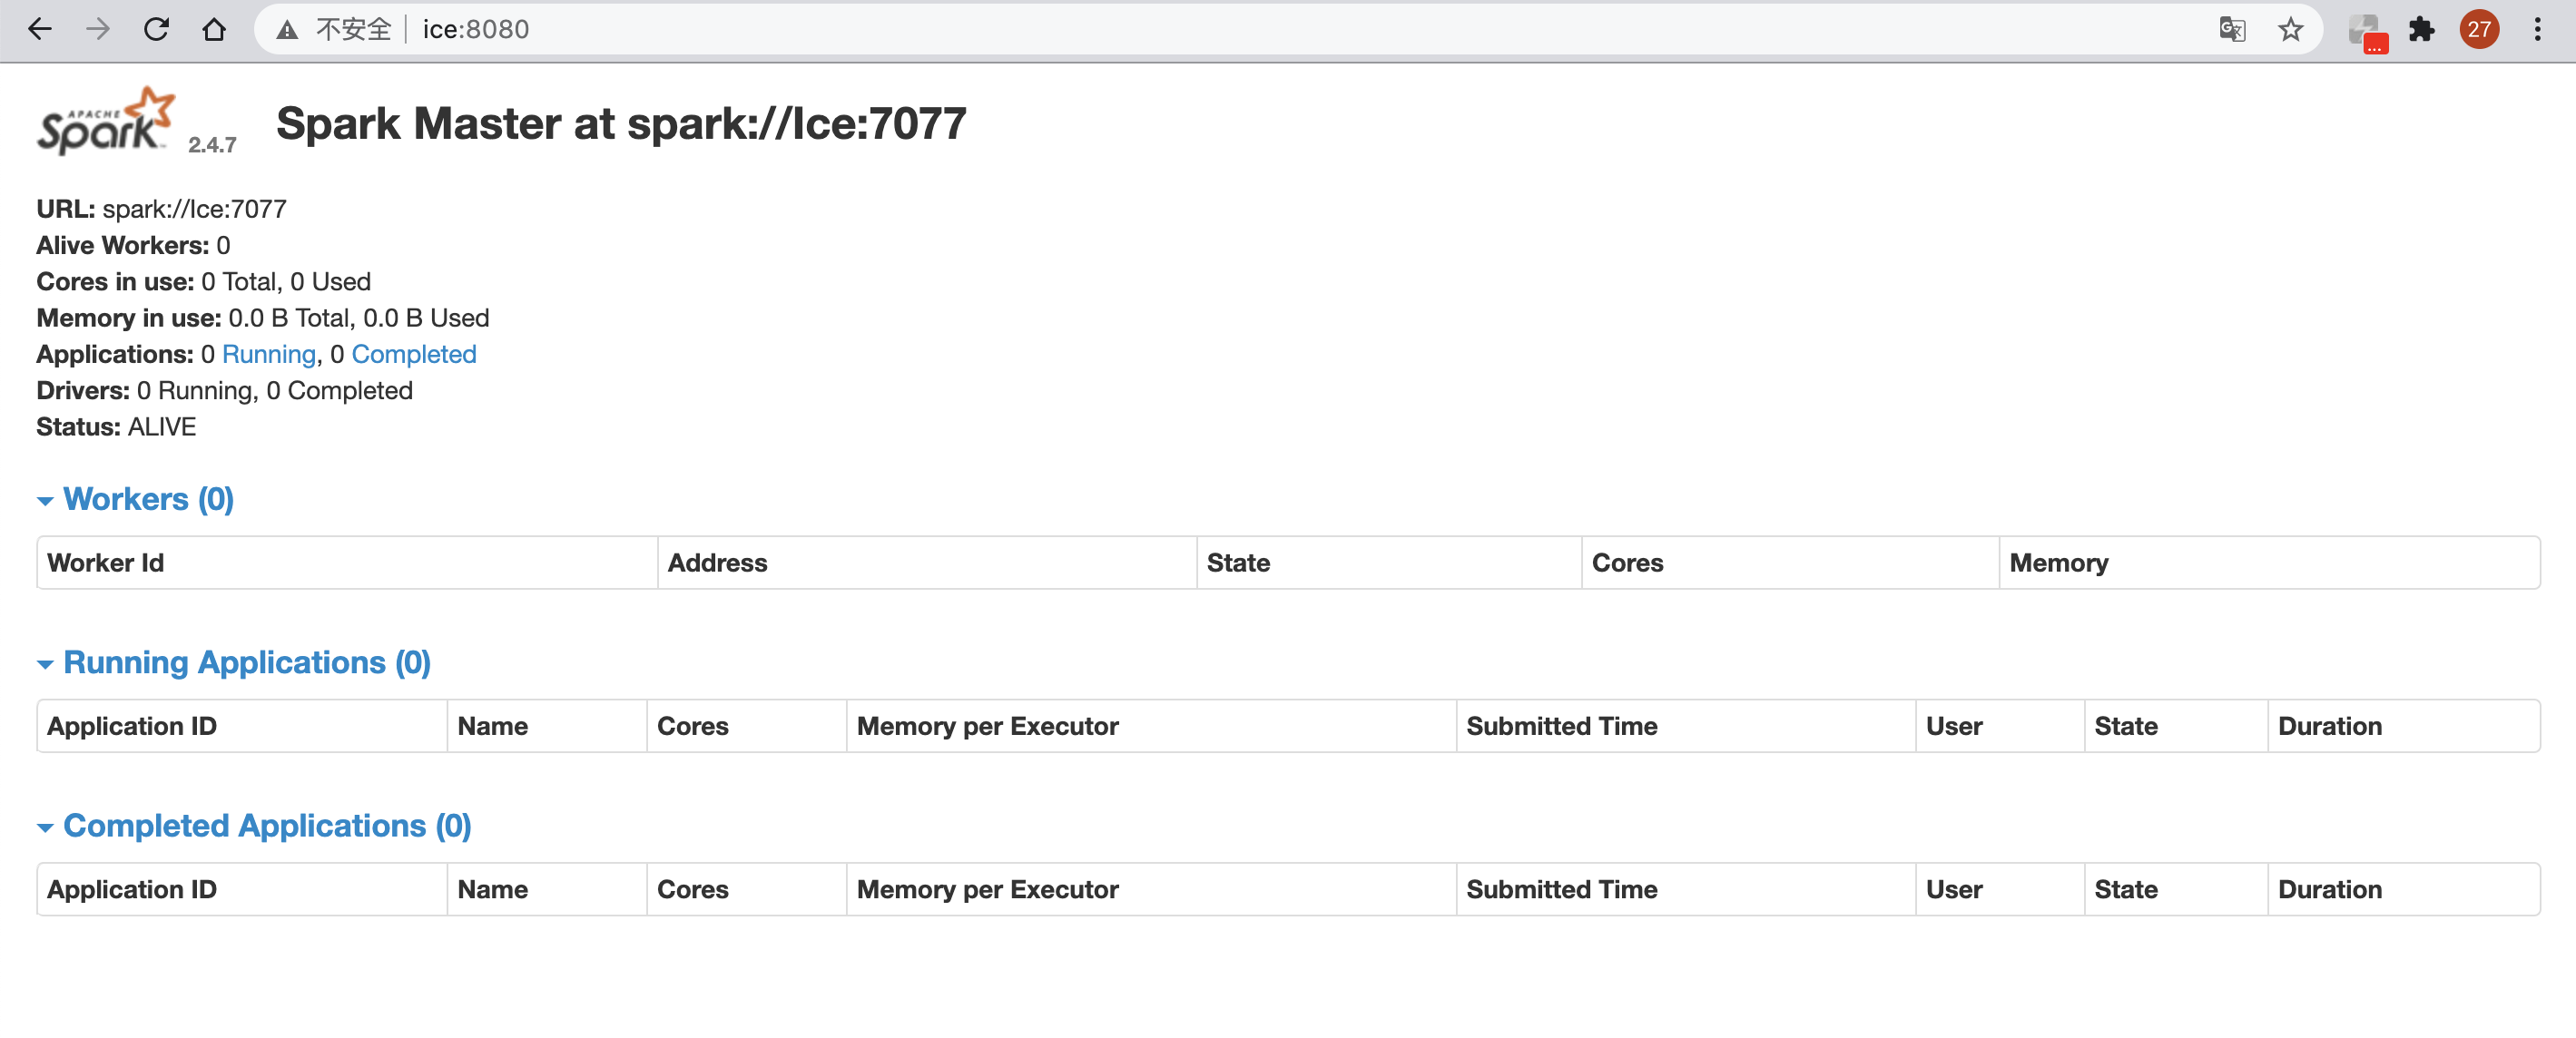 不安全 ice:8080 27
APACHE Spark 2.4.7 Spark Master at spark://Ice:7077
URL: spark://Ice:7077
Alive Workers: 0
Cores in use: 0 Total, 0 Used
Memory in use: 0.0 B Total, 0.0 B Used
Applications: 0 Running, 0 Completed
Drivers: 0 Running, 0 Completed
Status: ALIVE
Workers (0)
Worker Id Address State Cores Memory
Running Applications (0)
Application ID Name Cores Memory per Executor Submitted Time User State Duration
Completed Applications (0)
Application ID Name Cores Memory per Executor Submitted Time User State Duration